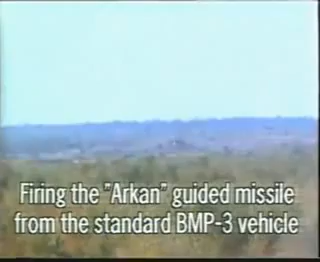 Firing the "Arkan" guided missile
from the standard BMP-3 vehicle